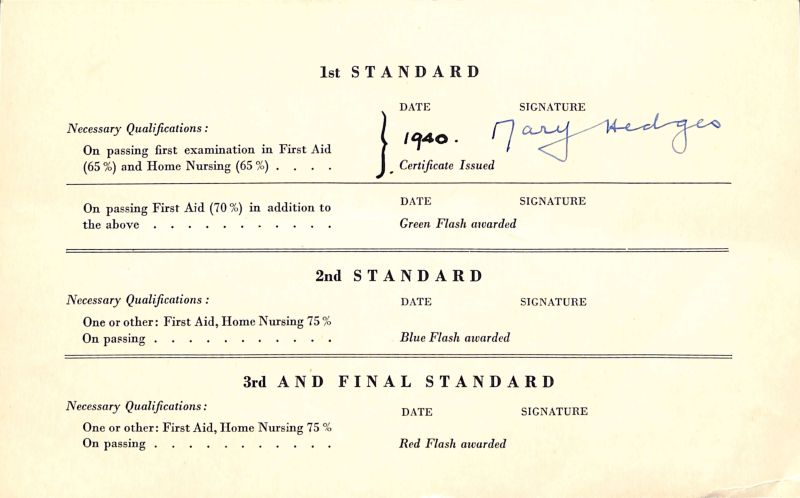 1st STANDARD
DATE SIGNATURE
Necessary Qualifications:
1940. Mary Hedges
On passing first examination in First Aid
(65%) and Home Nursing (65%) . . . .
Certificate Issued
DATE SIGNATURE
On passing First Aid (70%) in addition to
the above . . . . . . . . . . .
Green Flash awarded
2nd STANDARD
Necessary Qualifications:
DATE SIGNATURE
One or other: First Aid, Home Nursing 75%
On passing . . . . . . . . . . .
Blue Flash awarded
3rd AND FINAL STANDARD
Necessary Qualifications:
DATE SIGNATURE
One or other: First Aid, Home Nursing 75%
On passing . . . . . . . . . . .
Red Flash awarded